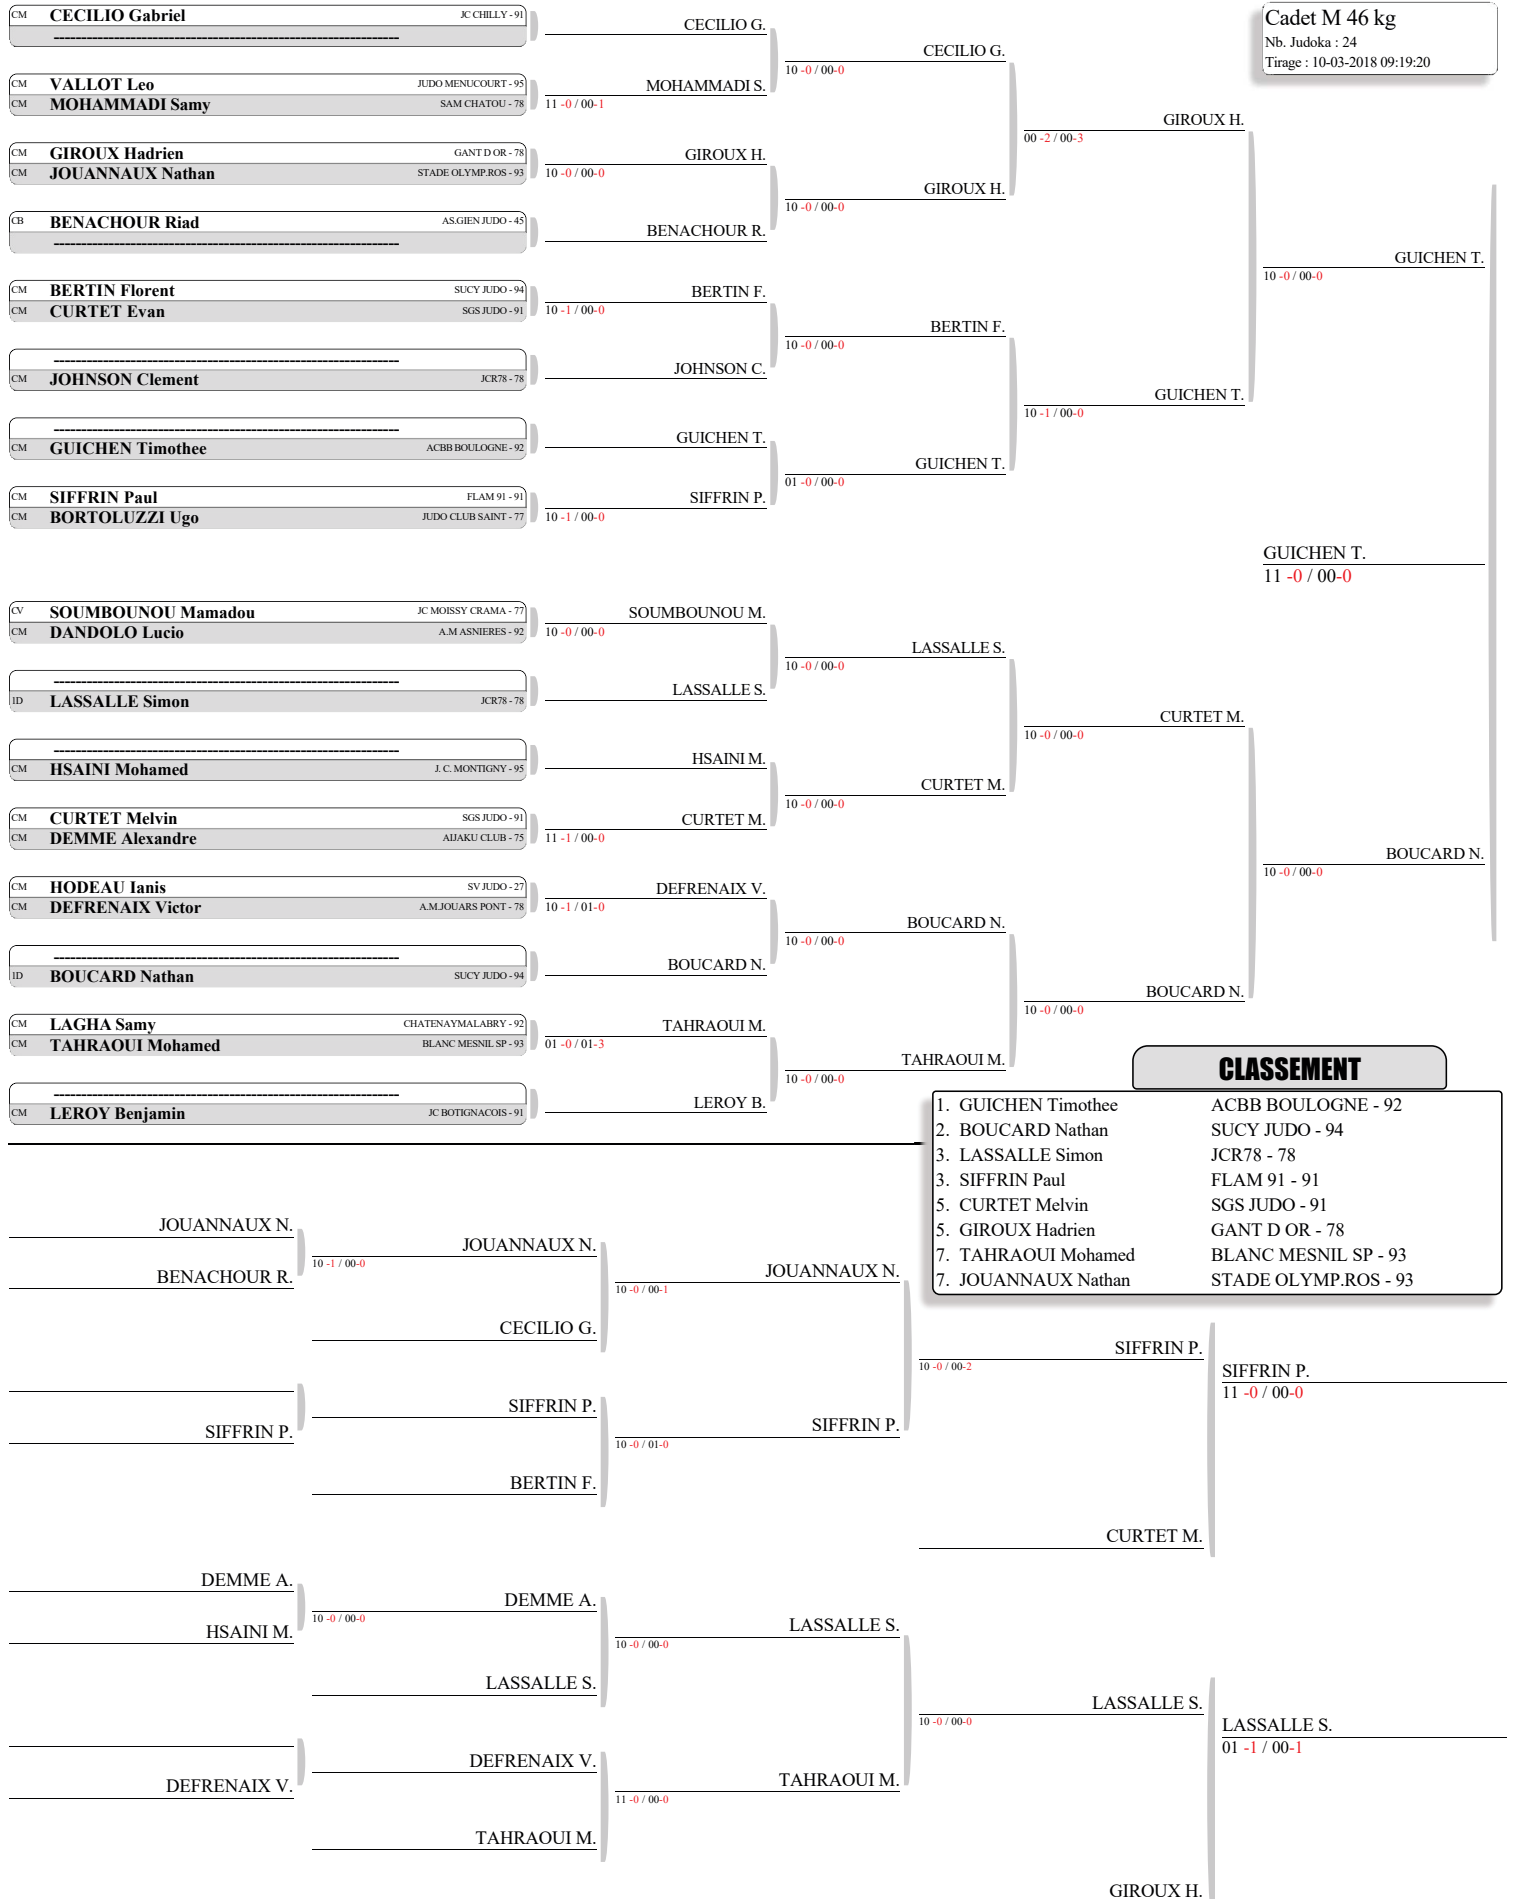 Cadet M 46 kg
Nb. Judoka : 24
Tirage : 10-03-2018 09:19:20
CM CECILIO Gabriel JC CHILLY - 91
------------------------------------------------------------------
CM VALLOT Leo JUDO MENUCOURT - 95
CM MOHAMMADI Samy SAM CHATOU - 78
CM GIROUX Hadrien GANT D OR - 78
CM JOUANNAUX Nathan STADE OLYMP.ROS - 93
CB BENACHOUR Riad AS.GIEN JUDO - 45
------------------------------------------------------------------
CM BERTIN Florent SUCY JUDO - 94
CM CURTET Evan SGS JUDO - 91
------------------------------------------------------------------
CM JOHNSON Clement JCR78 - 78
------------------------------------------------------------------
CM GUICHEN Timothee ACBB BOULOGNE - 92
CM SIFFRIN Paul FLAM 91 - 91
CM BORTOLUZZI Ugo JUDO CLUB SAINT - 77
CV SOUMBOUNOU Mamadou JC MOISSY CRAMA - 77
CM DANDOLO Lucio A.M ASNIERES - 92
------------------------------------------------------------------
1D LASSALLE Simon JCR78 - 78
------------------------------------------------------------------
CM HSAINI Mohamed J. C. MONTIGNY - 95
CM CURTET Melvin SGS JUDO - 91
CM DEMME Alexandre AIJAKU CLUB - 75
CM HODEAU Ianis SV JUDO - 27
CM DEFRENAIX Victor A.M.JOUARS PONT - 78
------------------------------------------------------------------
1D BOUCARD Nathan SUCY JUDO - 94
CM LAGHA Samy CHATENAYMALABRY - 92
CM TAHRAOUI Mohamed BLANC MESNIL SP - 93
------------------------------------------------------------------
CM LEROY Benjamin JC BOTIGNACOIS - 91
CECILIO G.
MOHAMMADI S.
11 -0 / 00-1
GIROUX H.
10 -0 / 00-0
BENACHOUR R.
BERTIN F.
10 -1 / 00-0
JOHNSON C.
GUICHEN T.
SIFFRIN P.
10 -1 / 00-0
SOUMBOUNOU M.
10 -0 / 00-0
LASSALLE S.
HSAINI M.
CURTET M.
11 -1 / 00-0
DEFRENAIX V.
10 -1 / 01-0
BOUCARD N.
TAHRAOUI M.
01 -0 / 01-3
LEROY B.
CECILIO G.
10 -0 / 00-0
GIROUX H.
10 -0 / 00-0
BERTIN F.
10 -0 / 00-0
GUICHEN T.
01 -0 / 00-0
LASSALLE S.
10 -0 / 00-0
CURTET M.
10 -0 / 00-0
BOUCARD N.
10 -0 / 00-0
TAHRAOUI M.
10 -0 / 00-0
GIROUX H.
00 -2 / 00-3
GUICHEN T.
10 -1 / 00-0
CURTET M.
10 -0 / 00-0
BOUCARD N.
10 -0 / 00-0
GUICHEN T.
10 -0 / 00-0
GUICHEN T.
11 -0 / 00-0
BOUCARD N.
10 -0 / 00-0
CLASSEMENT
1. GUICHEN Timothee ACBB BOULOGNE - 92
2. BOUCARD Nathan SUCY JUDO - 94
3. LASSALLE Simon JCR78 - 78
3. SIFFRIN Paul FLAM 91 - 91
5. CURTET Melvin SGS JUDO - 91
5. GIROUX Hadrien GANT D OR - 78
7. TAHRAOUI Mohamed BLANC MESNIL SP - 93
7. JOUANNAUX Nathan STADE OLYMP.ROS - 93
JOUANNAUX N.
BENACHOUR R.
SIFFRIN P.
DEMME A.
HSAINI M.
DEFRENAIX V.
JOUANNAUX N.
10 -1 / 00-0
CECILIO G.
SIFFRIN P.
BERTIN F.
DEMME A.
10 -0 / 00-0
LASSALLE S.
DEFRENAIX V.
TAHRAOUI M.
JOUANNAUX N.
10 -0 / 00-1
SIFFRIN P.
10 -0 / 01-0
LASSALLE S.
10 -0 / 00-0
TAHRAOUI M.
11 -0 / 00-0
SIFFRIN P.
10 -0 / 00-2
CURTET M.
LASSALLE S.
10 -0 / 00-0
GIROUX H.
SIFFRIN P.
11 -0 / 00-0
LASSALLE S.
01 -1 / 00-1